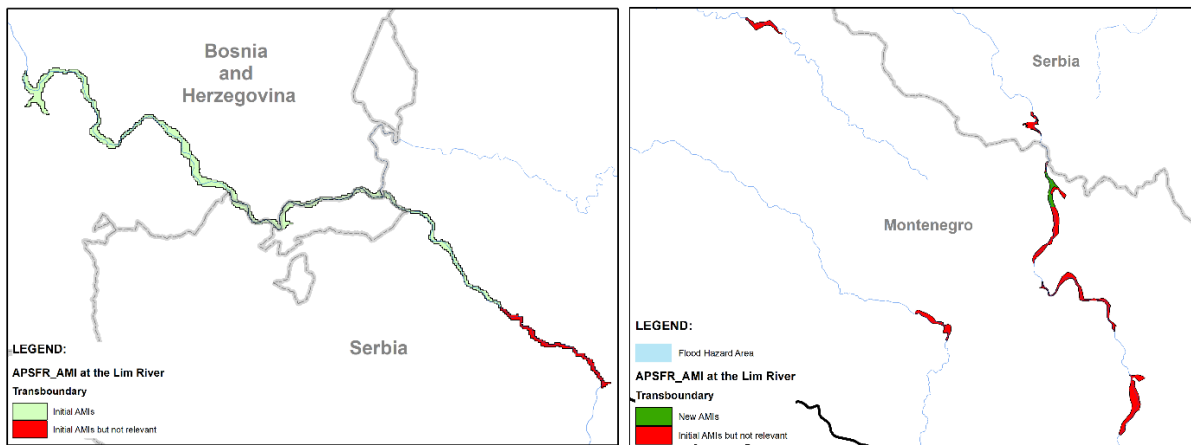 Bosnia
and
Herzegovina
Serbia
LEGEND:
APSFR_AMI at the Lim River
Transboundary
Initial AMIs
Initial AMIs but not relevant
Serbia
Montenegro
LEGEND:
Flood Hazard Area
APSFR_AMI at the Lim River
Transboundary
New AMIs
Initial AMIs but not relevant